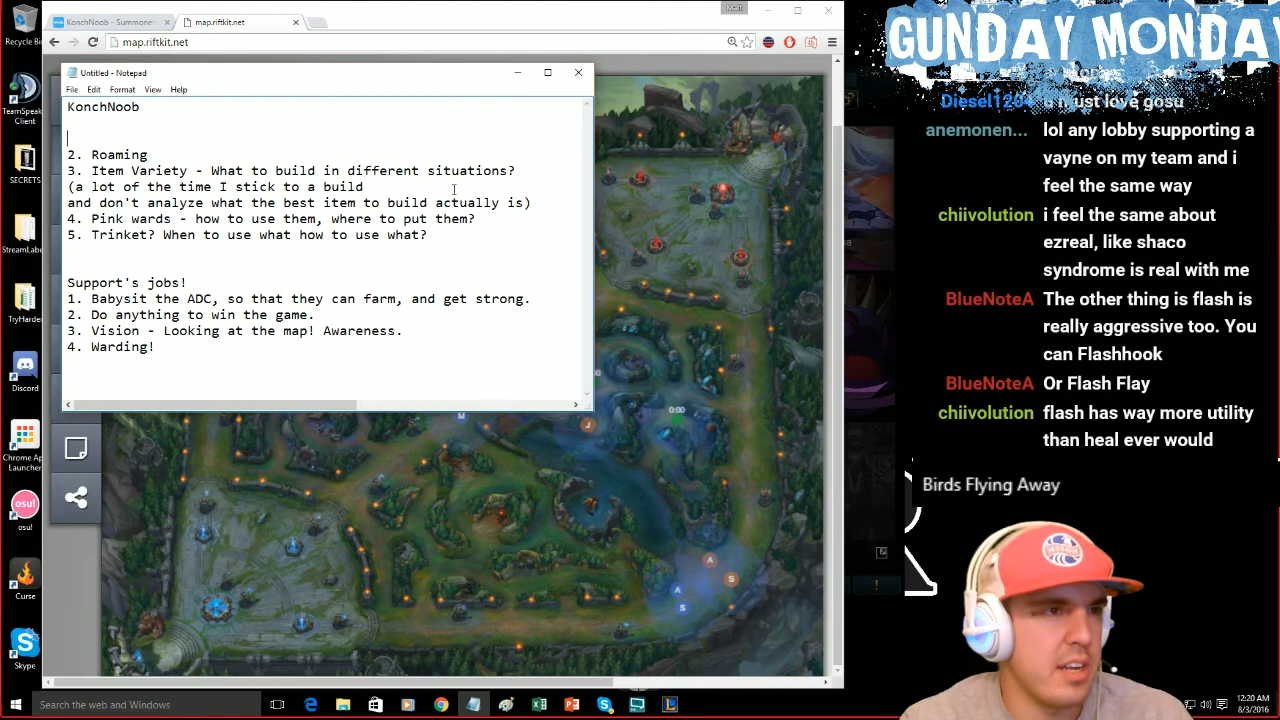 Recycle Bi
KonchNoob - Summoner
map.riftkit.net
map.riftkit.net
GUNDAY MONDA
Untitled - Notepad
File Edit Format View Help
KonchNoob
2. Roaming
3. Item Variety - What to build in different situations?
(a lot of the time I stick to a build
and don't analyze what the best item to build actually is)
4. Pink wards - how to use them, where to put them?
5. Trinket? When to use what how to use what?
Support's jobs!
1. Babysit the ADC, so that they can farm, and get strong.
2. Do anything to win the game.
3. Vision - Looking at the map! Awareness.
4. Warding!
TeamSpeak
Client
SECRETS
StreamLabe
TryHarder
Discord
Chrome Ap
Launcher
osu!
osu!
Curse
Skype
M
J
0:00
A
S
A
S
Diesel120
ust love gosu
anemonen... lol any lobby supporting a
vayne on my team and i
feel the same way
chiivolution i feel the same about
ezreal, like shaco
syndrome is real with me
BlueNoteA The other thing is flash is
really aggressive too. You
can Flashhook
BlueNoteA Or Flash Flay
chiivolution flash has way more utility
than heal ever would
Birds Flying Away
Search the web and Windows
12:20 AM
8/3/2016